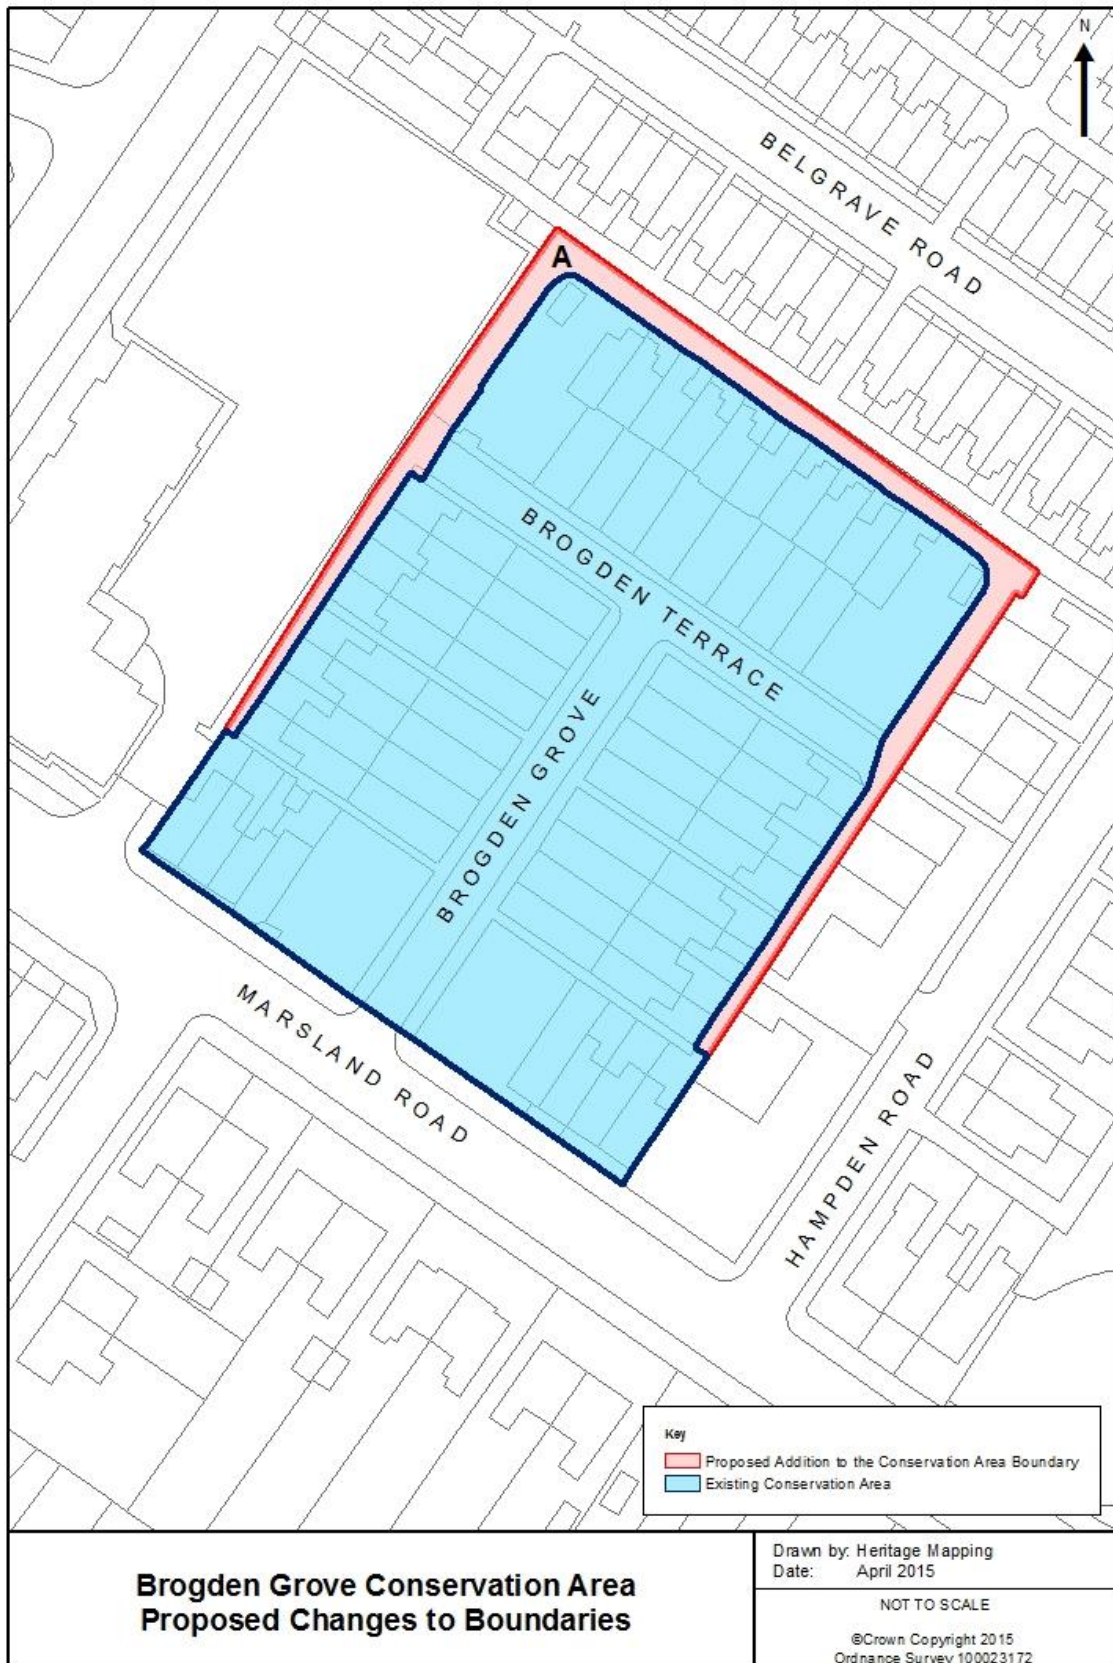 N
BELGRAVE ROAD
A
BROGDEN TERRACE
BROGDEN GROVE
MARSLAND ROAD
HAMPDEN ROAD
Key
Proposed Addition to the Conservation Area Boundary
Existing Conservation Area
Brogden Grove Conservation Area
Proposed Changes to Boundaries
Drawn by: Heritage Mapping
Date: April 2015
NOT TO SCALE
©Crown Copyright 2015
Ordnance Survey 100023172